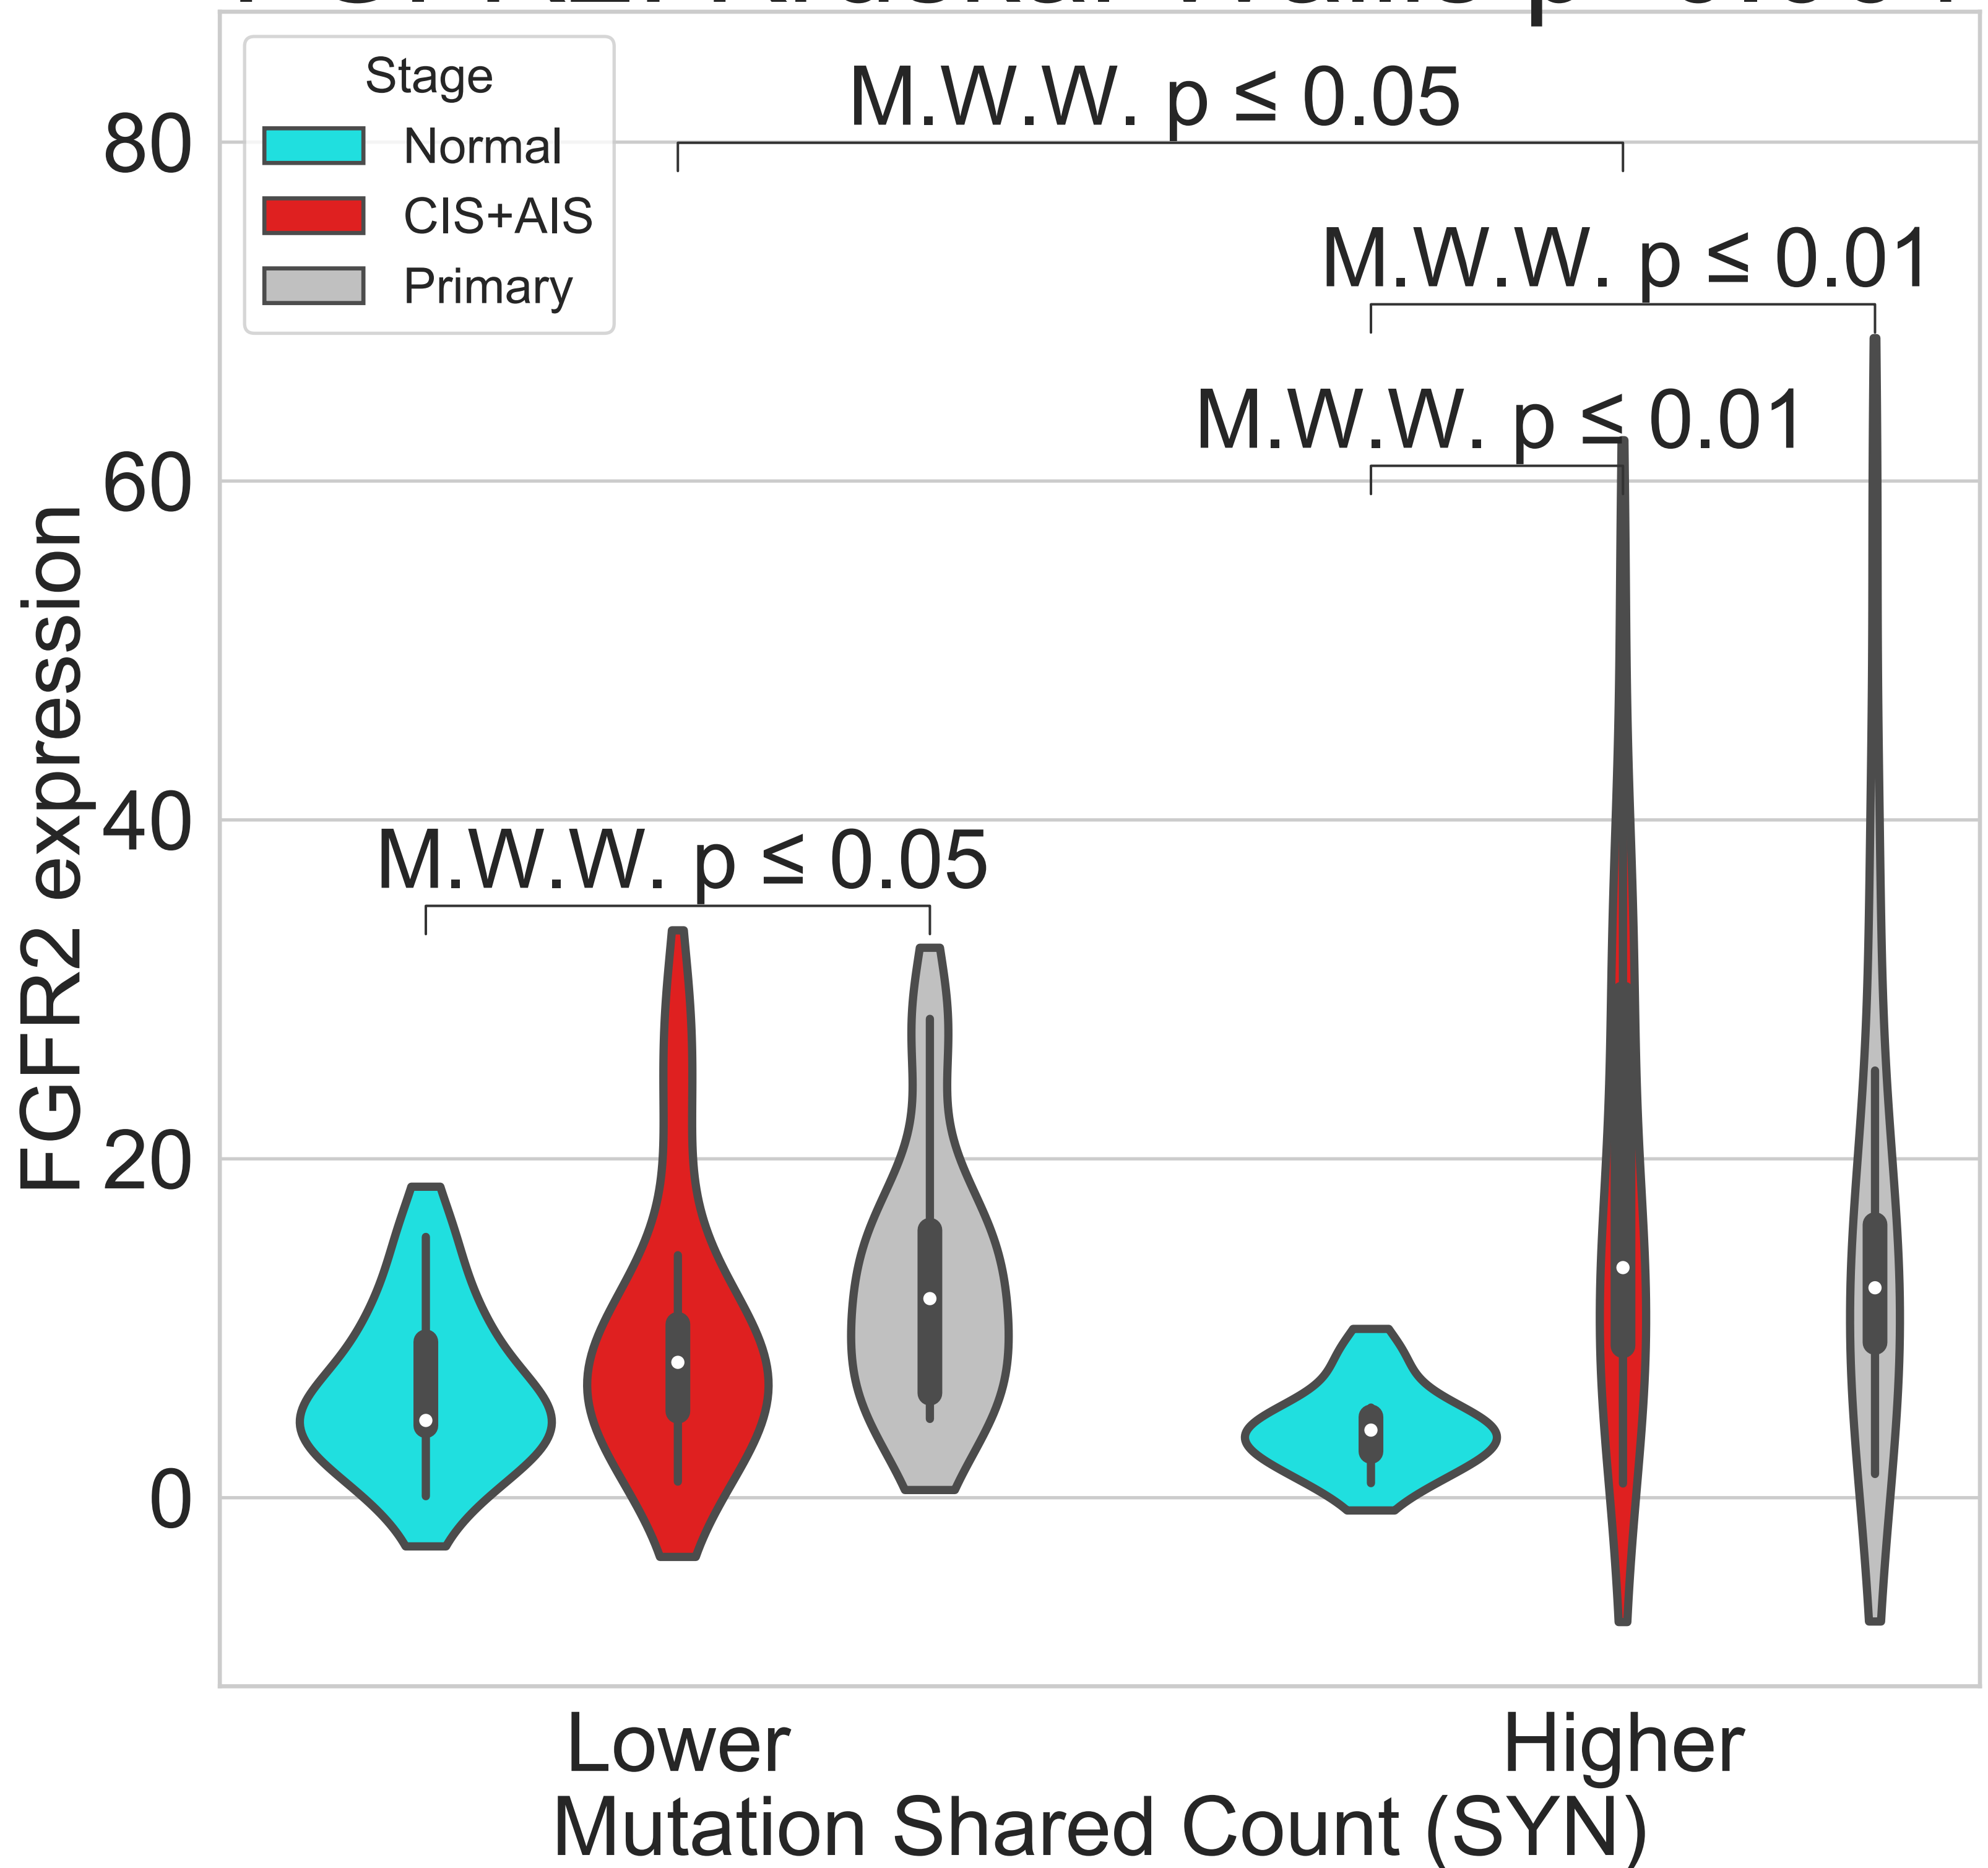 Stage
Normal
CIS+AIS
Primary
M.W.W. p ≤ 0.05
M.W.W. p ≤ 0.01
M.W.W. p ≤ 0.01
M.W.W. p ≤ 0.05
80
60
40
20
0
FGFR2 expression
Lower
Higher
Mutation Shared Count (SYN)